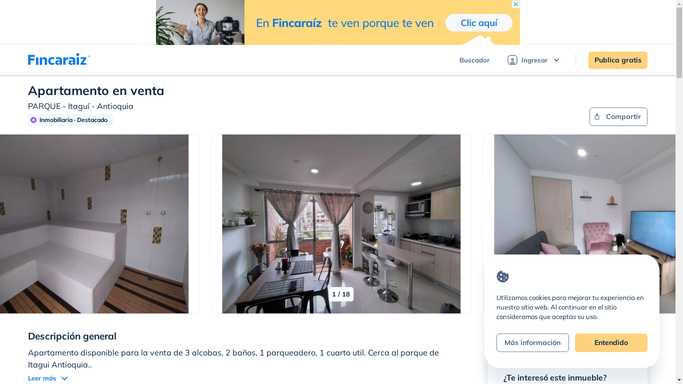 En Fincaraíz te ven porque te ven
Clic aquí
Fincaraíz
Buscador
Ingresar
Publica gratis
Apartamento en venta
PARQUE - Itaguí - Antioquia
Inmobiliaria · Destacado
Compartir
1 / 18
Utilizamos cookies para mejorar tu experiencia en
nuestro sitio web. Al continuar en el sitio
consideramos que aceptas su uso.
Más información
Entendido
Descripción general
Apartamento disponible para la venta de 3 alcobas, 2 baños, 1 parqueadero, 1 cuarto util. Cerca al parque de
Itagui Antioquia...
Leer más
¿Te interesó este inmueble?